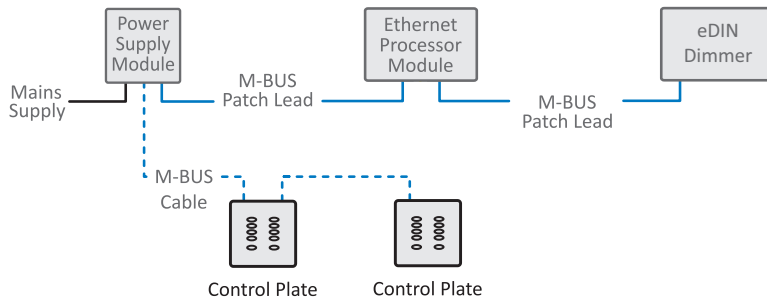 Power
Supply
Module
Ethernet
Processor
Module
eDIN
Dimmer
Mains
Supply
M-BUS
Patch Lead
M-BUS
Patch Lead
M-BUS
Cable
Control Plate
Control Plate